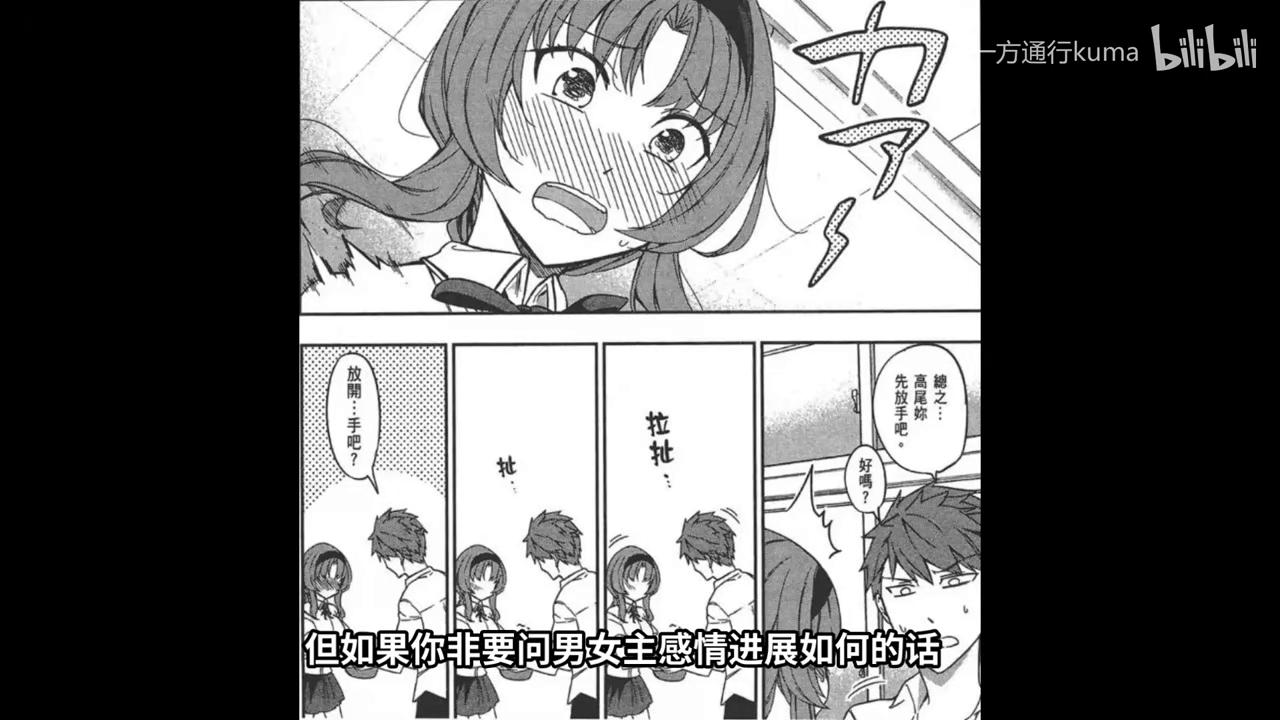 一方通行kuma bilibili
カァー
總之…
高尾妳
先放手吧。
好嗎？
拉扯…
扯…
放開…手吧？
但如果你非要问男女主感情进展如何的话